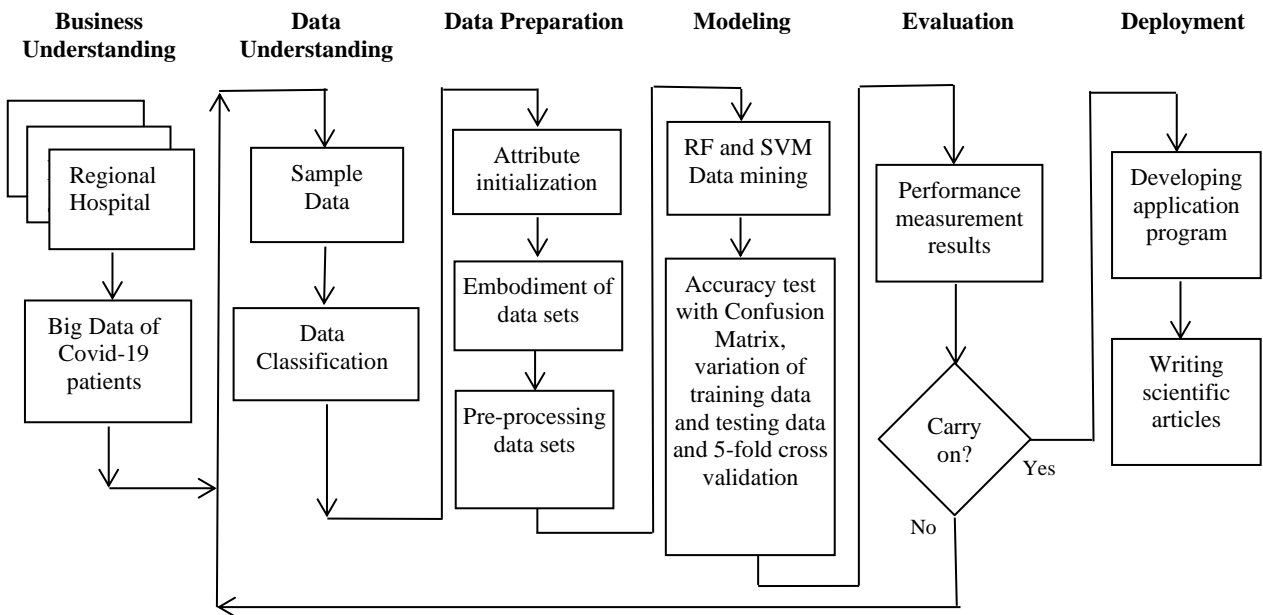 Business
Understanding
Data
Understanding
Data Preparation
Modeling
Evaluation
Deployment
Regional
Hospital
Big Data of
Covid-19
patients
Sample
Data
Data
Classification
Attribute
initialization
Embodiment of
data sets
Pre-processing
data sets
RF and SVM
Data mining
Accuracy test
with Confusion
Matrix,
variation of
training data
and testing data
and 5-fold cross
validation
Performance
measurement
results
Carry
on?
Yes
No
Developing
application
program
Writing
scientific
articles